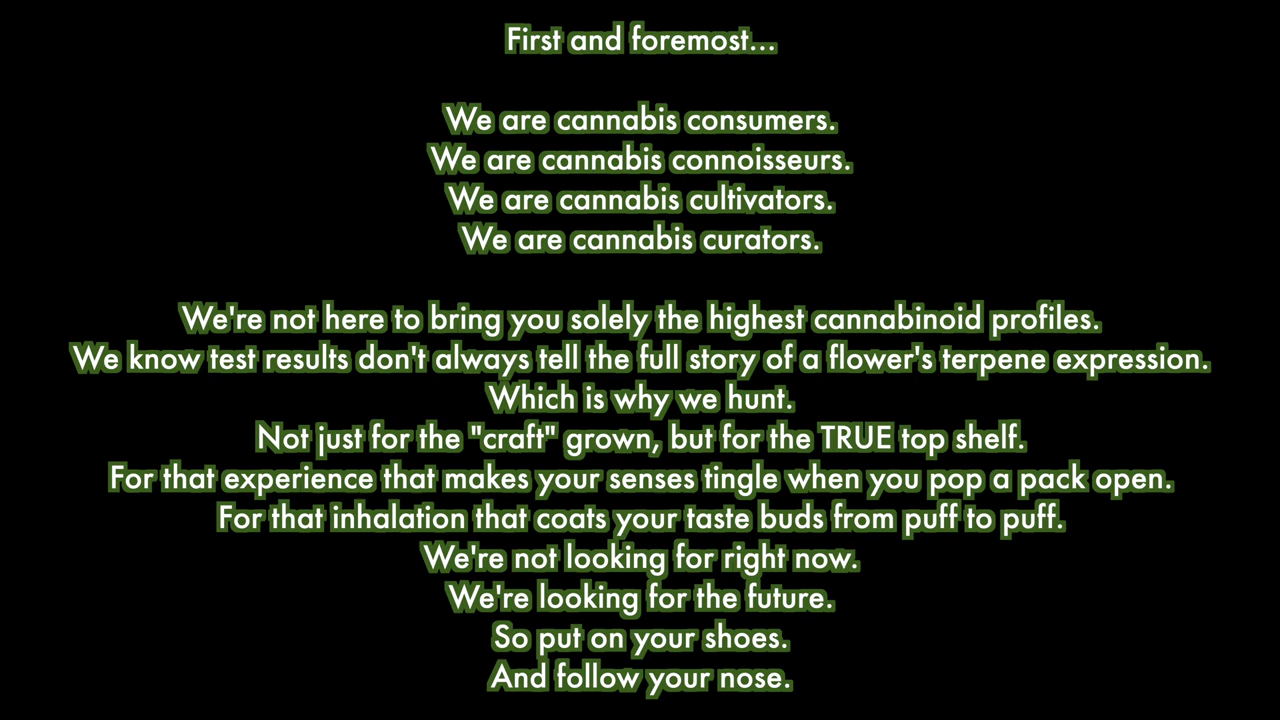 First and foremost...
We are cannabis consumers.
We are cannabis connoisseurs.
We are cannabis cultivators.
We are cannabis curators.
We're not here to bring you solely the highest cannabinoid profiles.
We know test results don't always tell the full story of a flower's terpene expression.
Which is why we hunt.
Not just for the "craft" grown, but for the TRUE top shelf.
For that experience that makes your senses tingle when you pop a pack open.
For that inhalation that coats your taste buds from puff to puff.
We're not looking for right now.
We're looking for the future.
So put on your shoes.
And follow your nose.